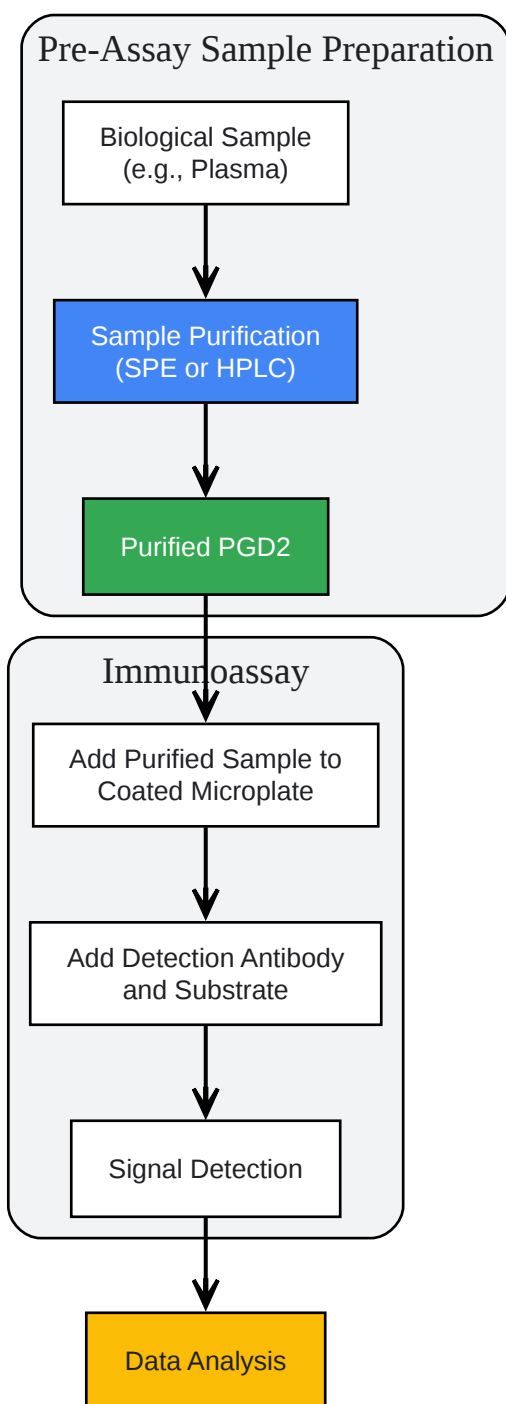 Pre-Assay Sample Preparation
Biological Sample
(e.g., Plasma)
Sample Purification
(SPE or HPLC)
Purified PGD2
Immunoassay
Add Purified Sample to
Coated Microplate
Add Detection Antibody
and Substrate
Signal Detection
Data Analysis